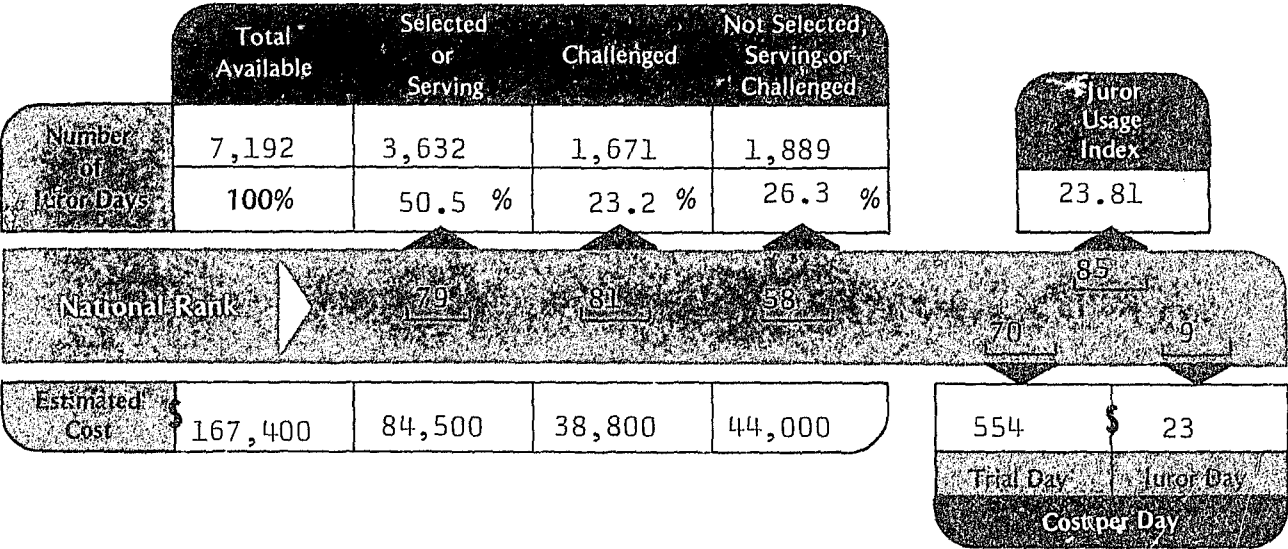 Total Available
Selected or Serving
Challenged
Not Selected, Serving or Challenged
Juror Usage Index
Number of Juror Days
7,192
3,632
1,671
1,889
23.81
100%
50.5 %
23.2 %
26.3 %
National Rank
79
81
58
85
70
9
Estimated Cost
$ 167,400
84,500
38,800
44,000
554
$ 23
Trial Day
Juror Day
Cost per Day